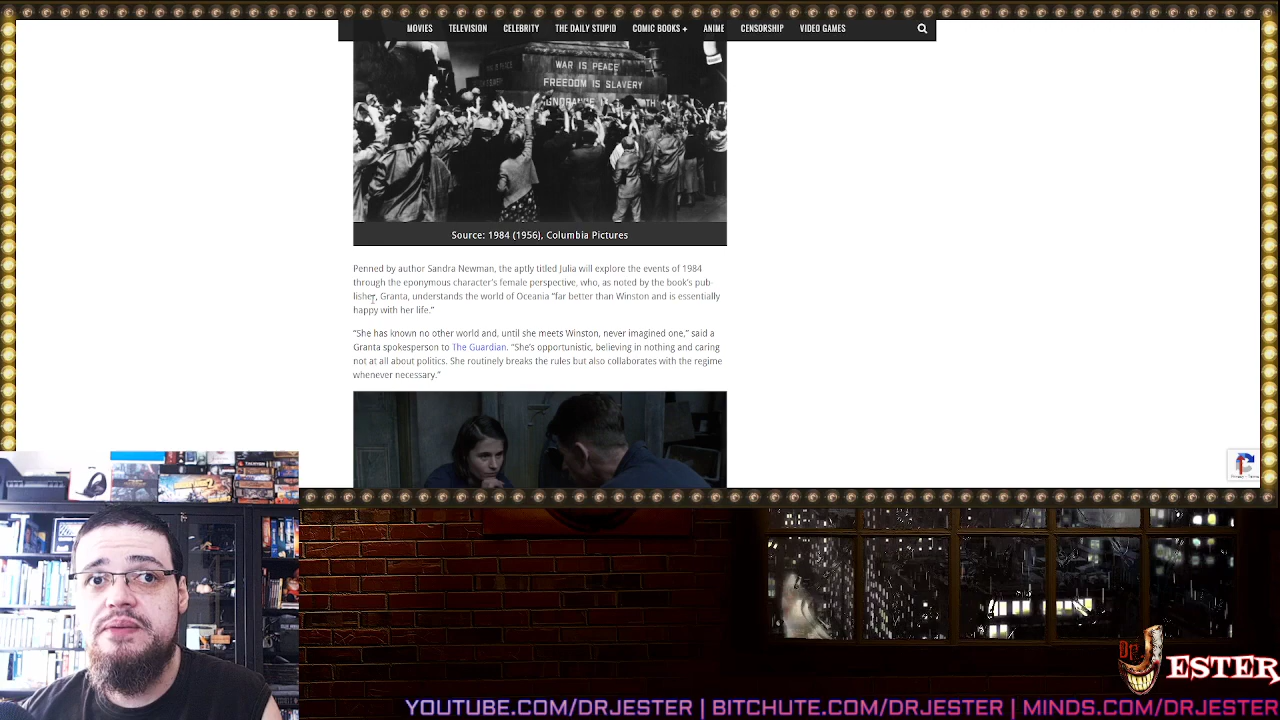 MOVIES TELEVISION CELEBRITY THE DAILY STUPID COMIC BOOKS + ANIME CENSORSHIP VIDEO GAMES
WAR IS PEACE
FREEDOM IS SLAVERY
Source: 1984 (1956), Columbia Pictures
Penned by author Sandra Newman, the aptly titled Julia will explore the events of 1984
through the eponymous character's female perspective, who, as noted by the book's pub-
lisher, Granta, understands the world of Oceania “far better than Winston and is essentially
happy with her life.”
“She has known no other world and, until she meets Winston, never imagined one,” said a
Granta spokesperson to The Guardian. “She's opportunistic, believing in nothing and caring
not at all about politics. She routinely breaks the rules but also collaborates with the regime
whenever necessary.”
Dr.
JESTER
YOUTUBE.COM/DRJESTER | BITCHUTE.COM/DRJESTER | MINDS.COM/DRJESTER